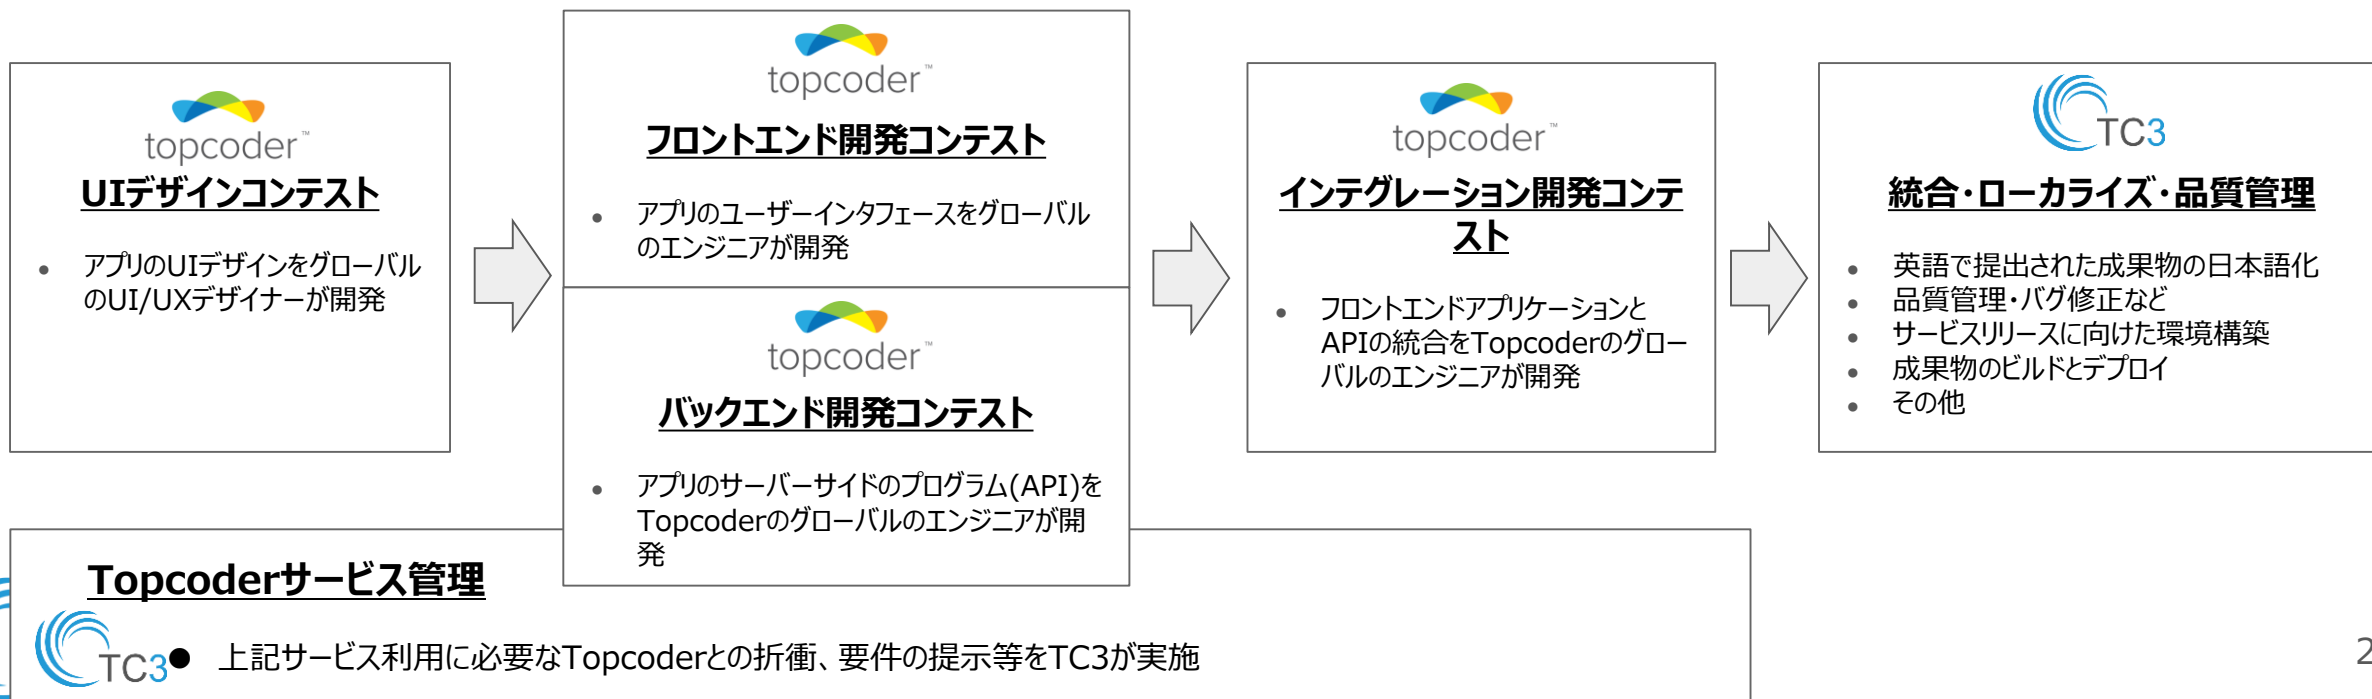 topcoder™
UIデザインコンテスト
● アプリのUIデザインをグローバル
のUI/UXデザイナーが開発
topcoder™
フロントエンド開発コンテスト
● アプリのユーザーインタフェースをグローバル
のエンジニアが開発
topcoder™
バックエンド開発コンテスト
● アプリのサーバーサイドのプログラム(API)を
Topcoderのグローバルのエンジニアが開
発
topcoder™
インテグレーション開発コンテ
スト
● フロントエンドアプリケーションと
APIの統合をTopcoderのグロー
バルのエンジニアが開発
TC3
統合・ローカライズ・品質管理
● 英語で提出された成果物の日本語化
● 品質管理・バグ修正など
● サービスリリースに向けた環境構築
● 成果物のビルドとデプロイ
● その他
Topcoderサービス管理
TC3
● 上記サービス利用に必要なTopcoderとの折衝、要件の提示等をTC3が実施
2